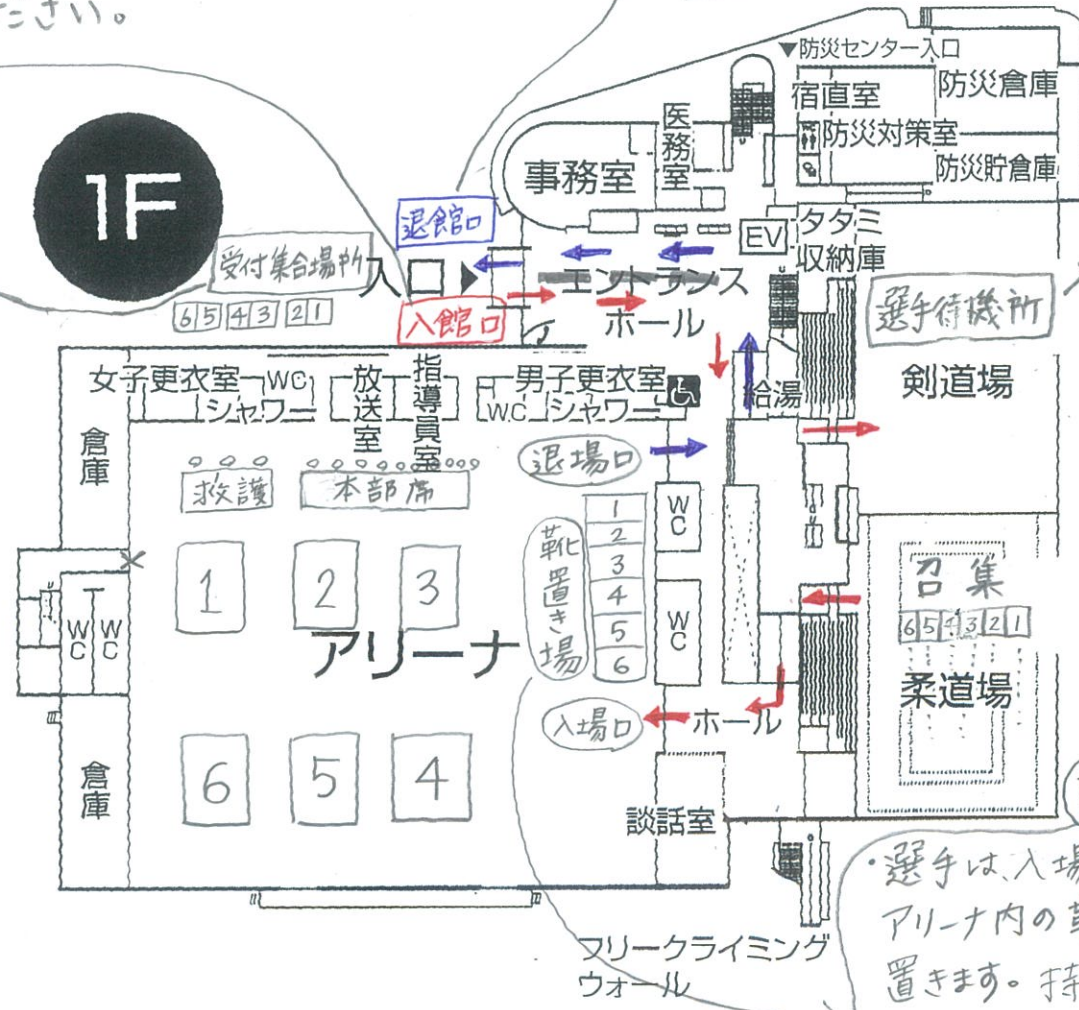 ださい。
▼防災センター入口
宿直室
防災倉庫
防災対策室
防災貯倉庫
医務室
事務室
1F
退館口
EV
タタミ
収納庫
受付集合場所
入口▶
エントランス
ホール
6 5 4 3 2 1
入館口
選手待機所
女子更衣室
WC
シャワー
放送室
指導員室
男子更衣室
WC
シャワー
給湯
剣道場
倉庫
救護
本部席
退場口
WC
靴置き場
1
2
3
4
5
6
1
2
3
アリーナ
WC
WC
WC
召集
6 5 4 3 2 1
柔道場
入場口
ホール
倉庫
6
5
4
談話室
・選手は、入場
アリーナ内の
置きます。持
フリークライミング
ウォール